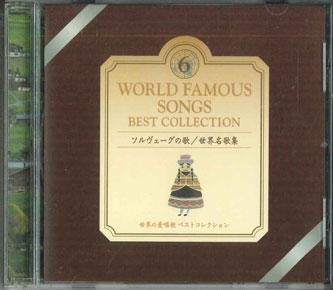 6
WORLD FAMOUS
SONGS
BEST COLLECTION
ソルヴェーグの歌／世界名歌集
世界の愛唱歌 ベストコレクション